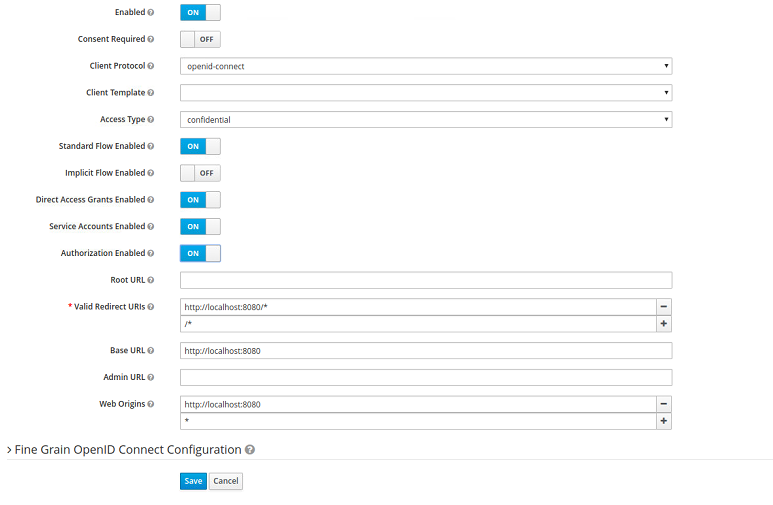 Enabled ON
Consent Required OFF
Client Protocol openid-connect
Client Template
Access Type confidential
Standard Flow Enabled ON
Implicit Flow Enabled OFF
Direct Access Grants Enabled ON
Service Accounts Enabled ON
Authorization Enabled ON
Root URL
* Valid Redirect URIs http://localhost:8080/*
/*
Base URL http://localhost:8080
Admin URL
Web Origins http://localhost:8080
*
Fine Grain OpenID Connect Configuration
Save Cancel